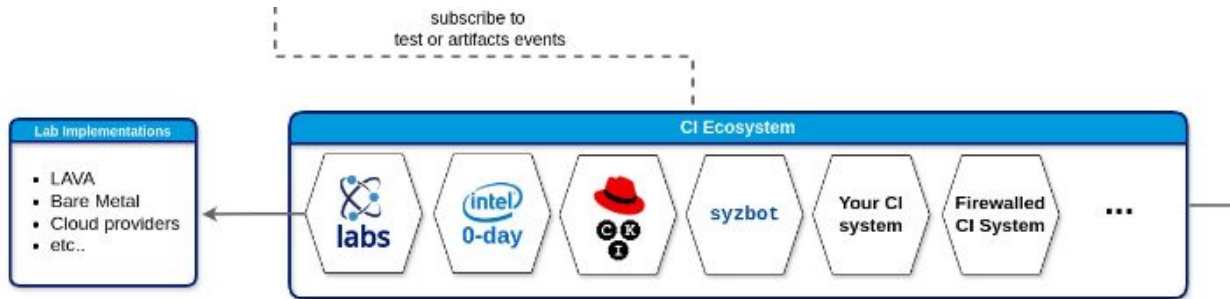 subscribe to
test or artifacts events
Lab Implementations
LAVA
Bare Metal
Cloud providers
etc..
CI Ecosystem
labs
intel
0-day
C K
I
syzbot
Your CI
system
Firewalled
CI System
...